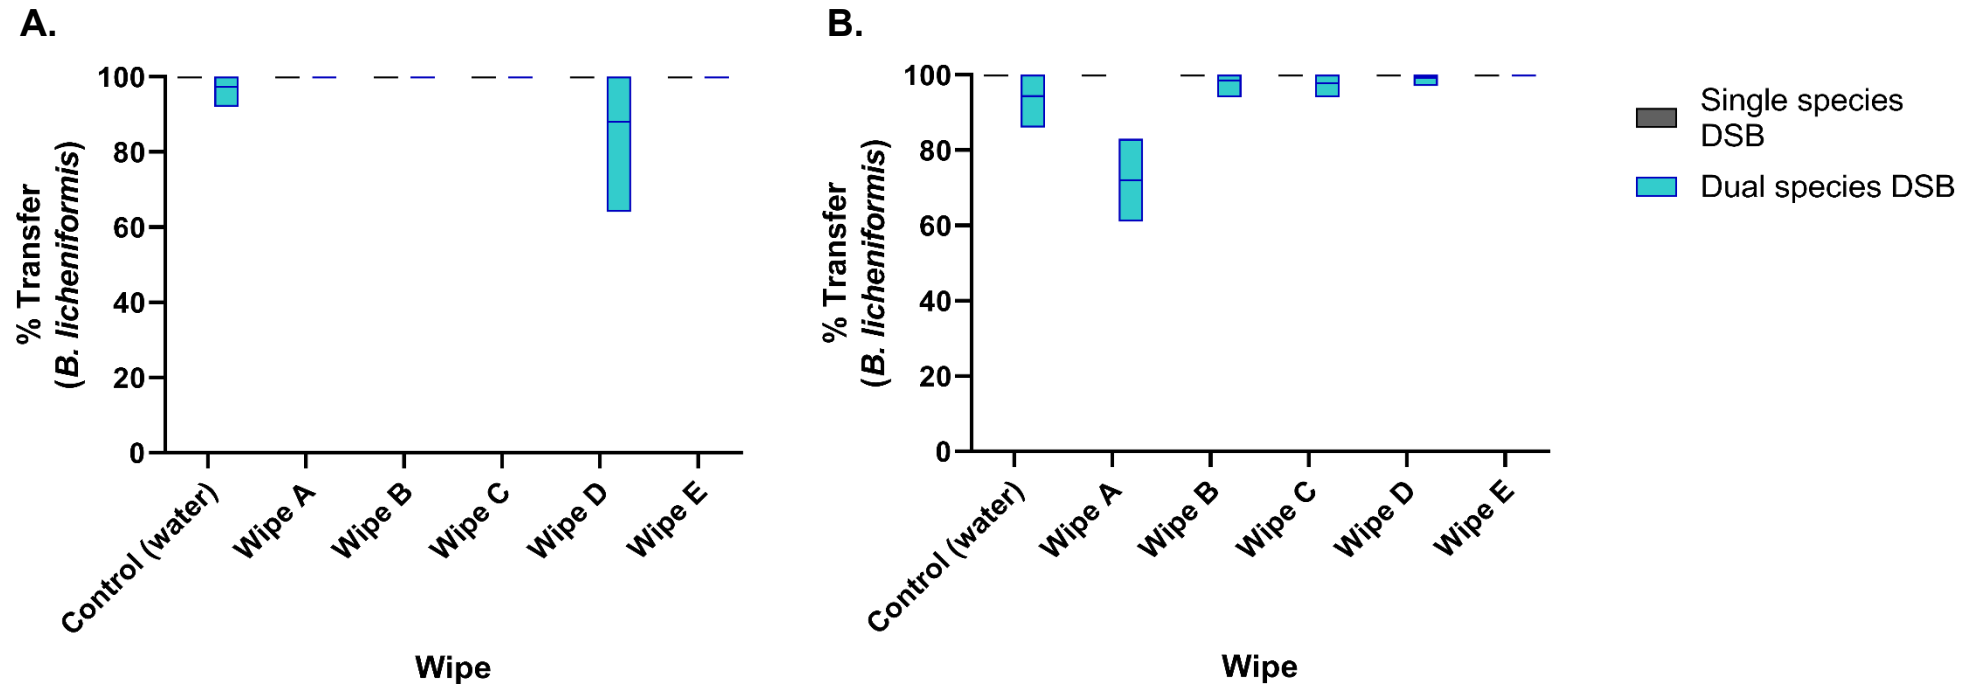 A.
% Transfer
(B. licheniformis)
100
80
60
40
20
0
Control (water)
Wipe A
Wipe B
Wipe C
Wipe D
Wipe E
Wipe
B.
% Transfer
(B. licheniformis)
100
80
60
40
20
0
Control (water)
Wipe A
Wipe B
Wipe C
Wipe D
Wipe E
Wipe
Single species
DSB
Dual species DSB